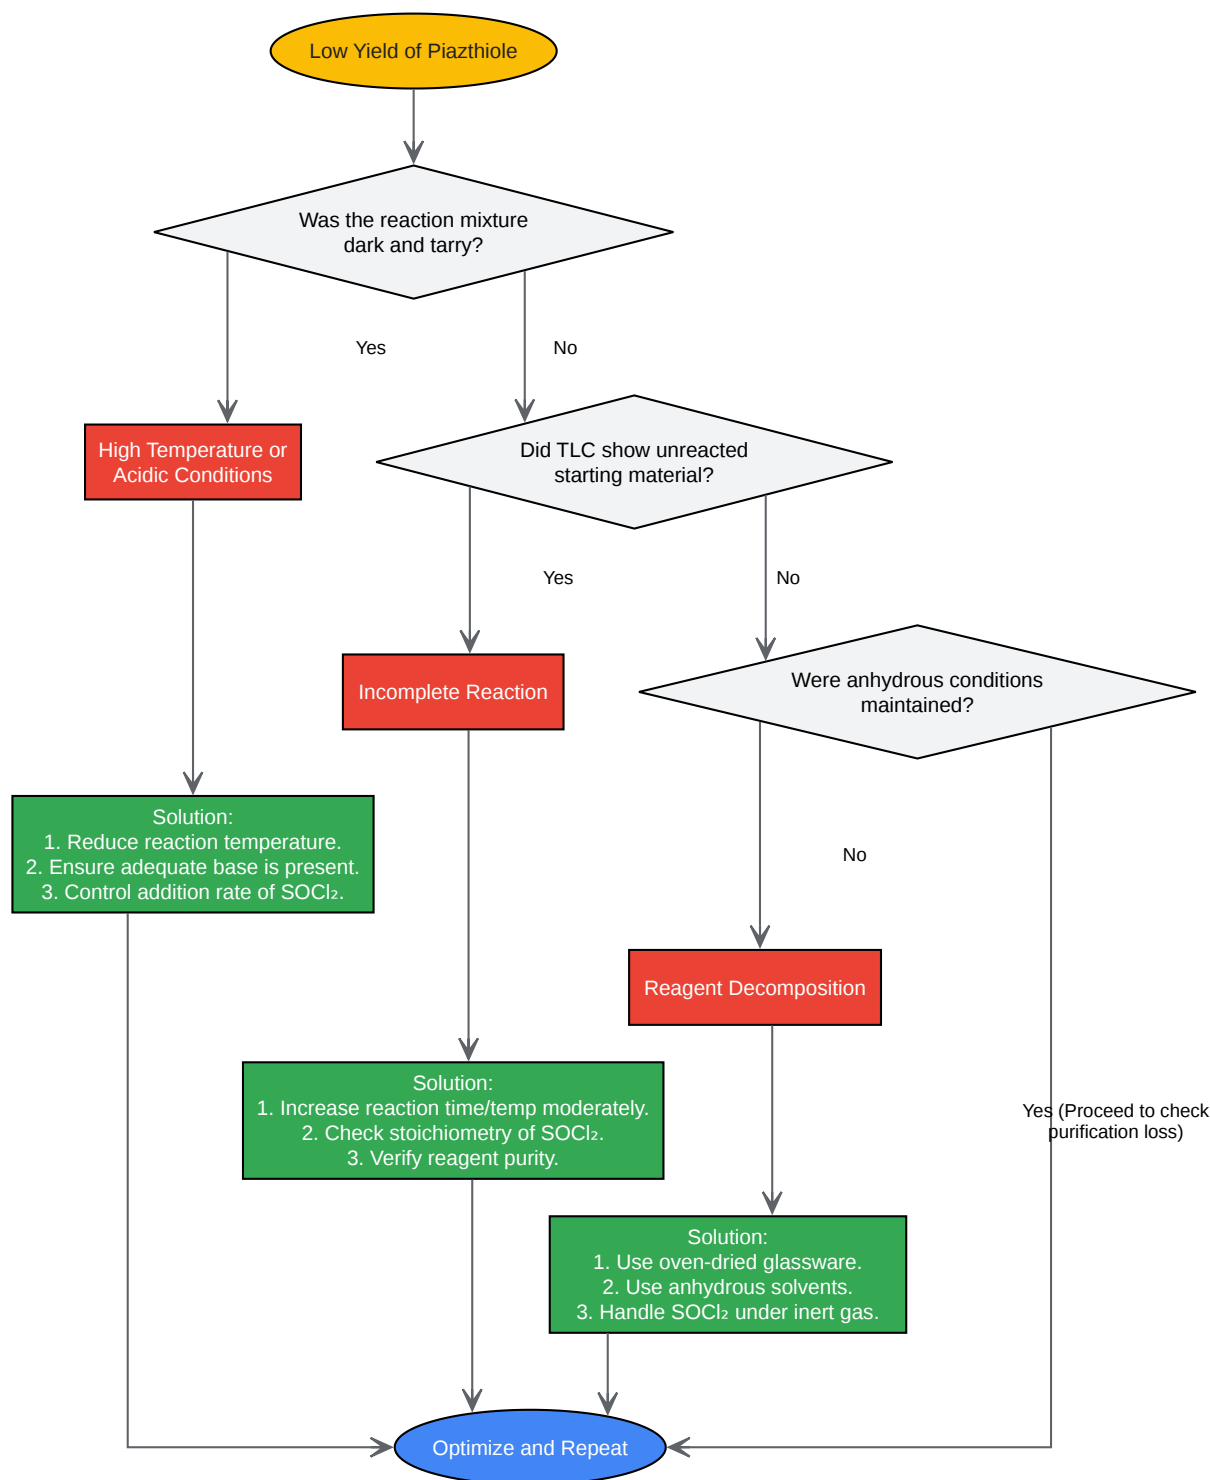 Low Yield of Piazthiole
Was the reaction mixture
dark and tarry?
Yes
No
High Temperature or
Acidic Conditions
Did TLC show unreacted
starting material?
Yes
No
Incomplete Reaction
Were anhydrous conditions
maintained?
Solution:
1. Reduce reaction temperature.
2. Ensure adequate base is present.
3. Control addition rate of SOCl₂.
No
Reagent Decomposition
Solution:
1. Increase reaction time/temp moderately.
2. Check stoichiometry of SOCl₂.
3. Verify reagent purity.
Yes (Proceed to check
purification loss)
Solution:
1. Use oven-dried glassware.
2. Use anhydrous solvents.
3. Handle SOCl₂ under inert gas.
Optimize and Repeat